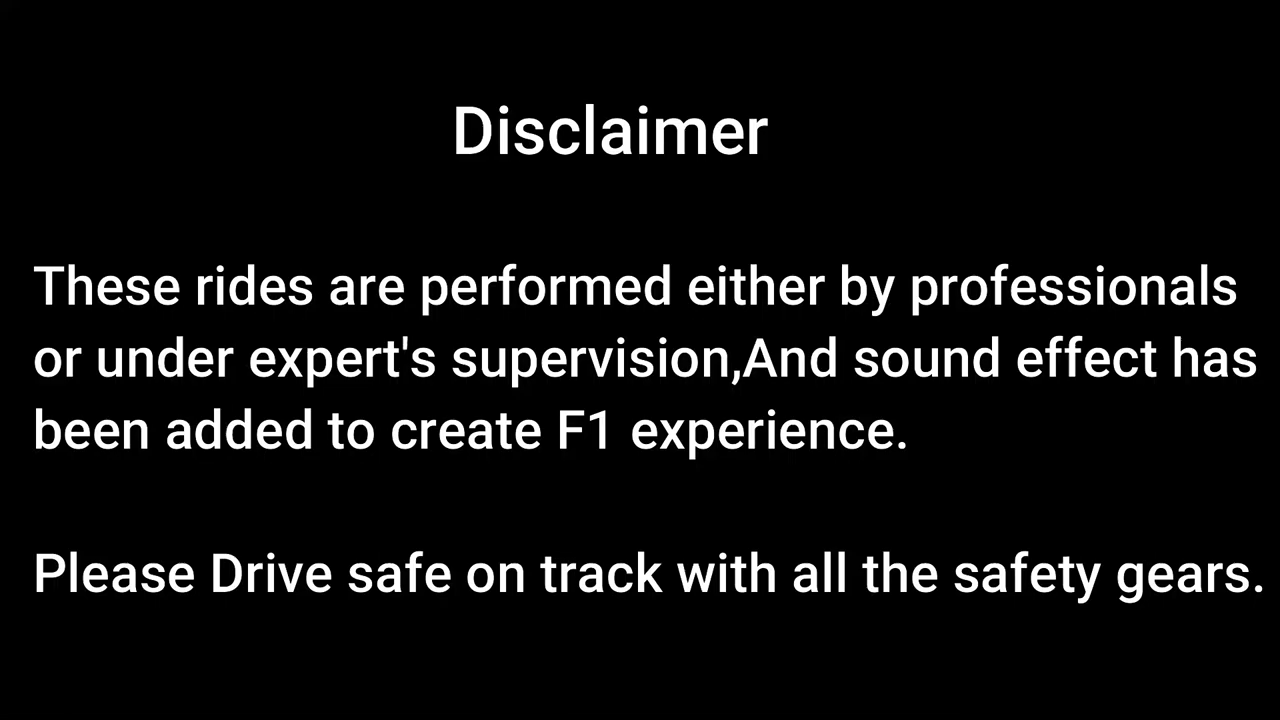 Disclaimer
These rides are performed either by professionals
or under expert's supervision,And sound effect has
been added to create F1 experience.
Please Drive safe on track with all the safety gears.